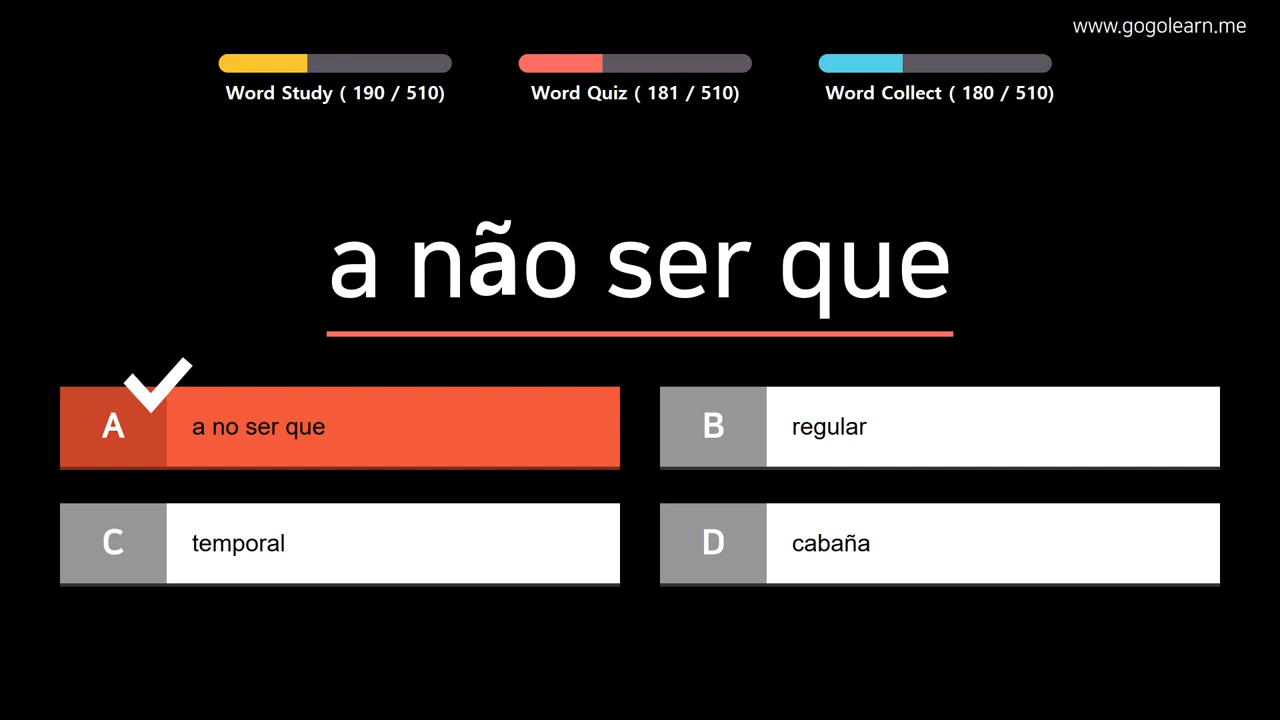 www.gogolearn.me
Word Study ( 190 / 510)
Word Quiz ( 181 / 510)
Word Collect ( 180 / 510)
a não ser que
A
a no ser que
B
regular
C
temporal
D
cabaña